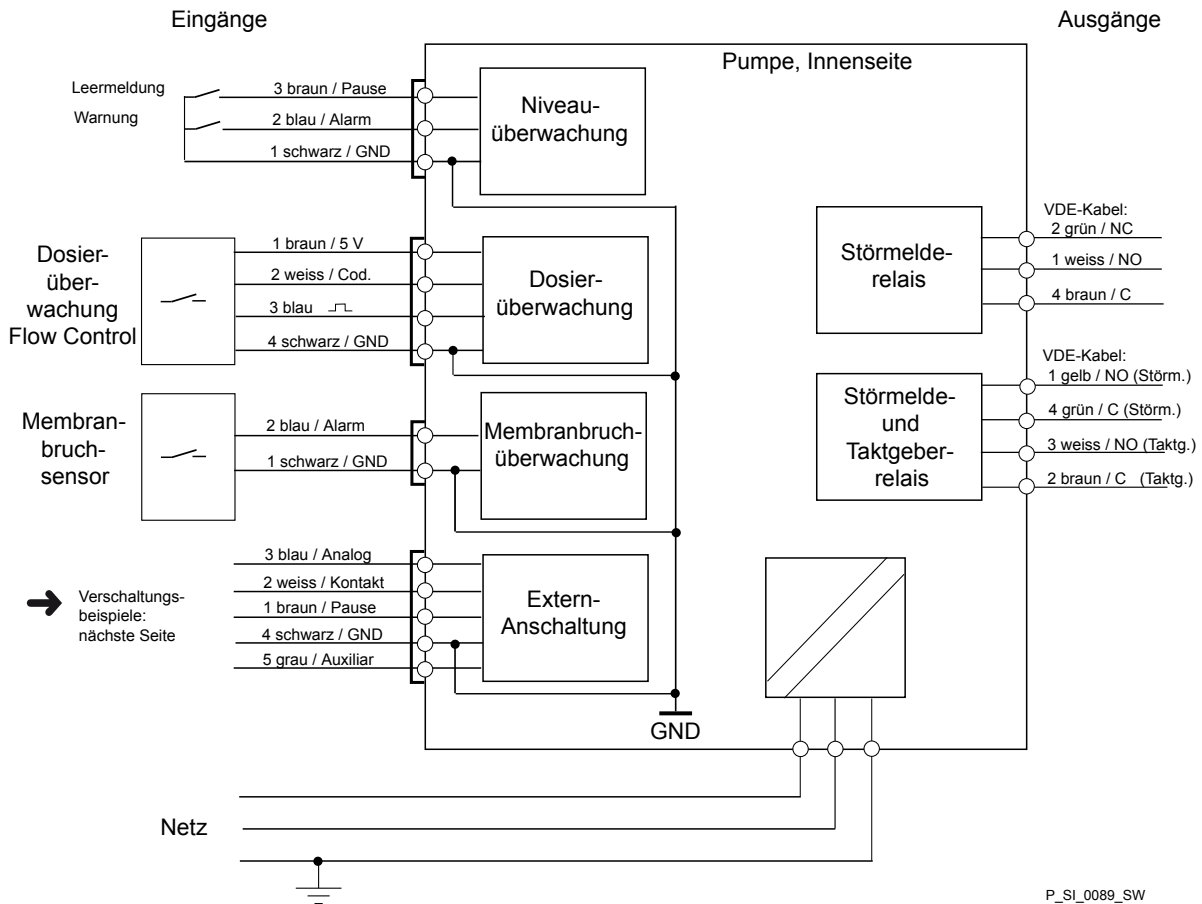 Eingänge
Ausgänge
Pumpe, Innenseite
Leermeldung
Warnung
3 braun / Pause
2 blau / Alarm
1 schwarz / GND
Niveau-
überwachung
Dosier-
über-
wachung
Flow Control
1 braun / 5 V
2 weiss / Cod.
3 blau
4 schwarz / GND
Dosier-
überwachung
Membran-
bruch-
sensor
2 blau / Alarm
1 schwarz / GND
Membranbruch-
überwachung
Verschaltungs-
beispiele:
nächste Seite
3 blau / Analog
2 weiss / Kontakt
1 braun / Pause
4 schwarz / GND
5 grau / Auxiliar
Extern-
Anschaltung
GND
Störmelde-
relais
VDE-Kabel:
2 grün / NC
1 weiss / NO
4 braun / C
Störmelde-
und
Taktgeber-
relais
VDE-Kabel:
1 gelb / NO (Störm.)
4 grün / C (Störm.)
3 weiss / NO (Taktg.)
2 braun / C (Taktg.)
Netz
P_SI_0089_SW